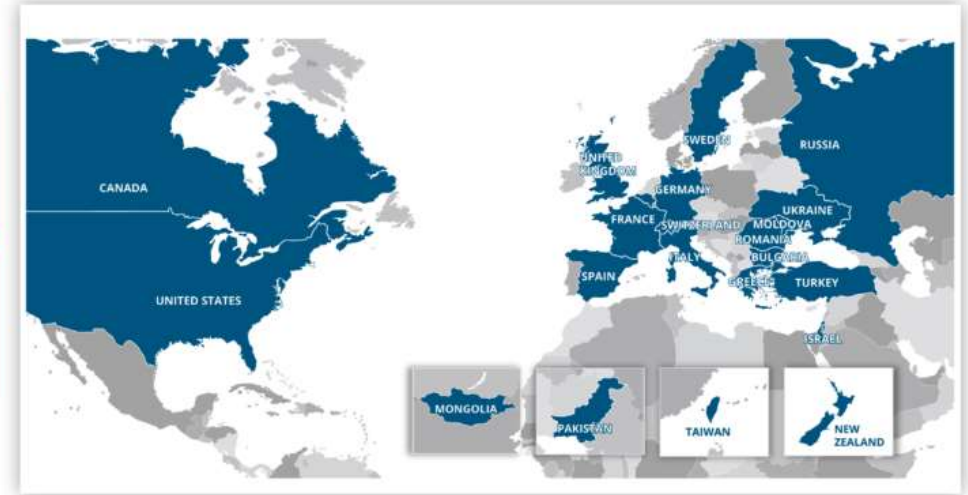 CANADA
UNITED STATES
SWEDEN
RUSSIA
UNITED
KINGDOM
GERMANY
FRANCE
SWITZERLAND
UKRAINE
MOLDOVA
ROMANIA
BULGARIA
ITALY
SPAIN
GREECE
TURKEY
ISRAEL
MONGOLIA
PAKISTAN
TAIWAN
NEW
ZEALAND